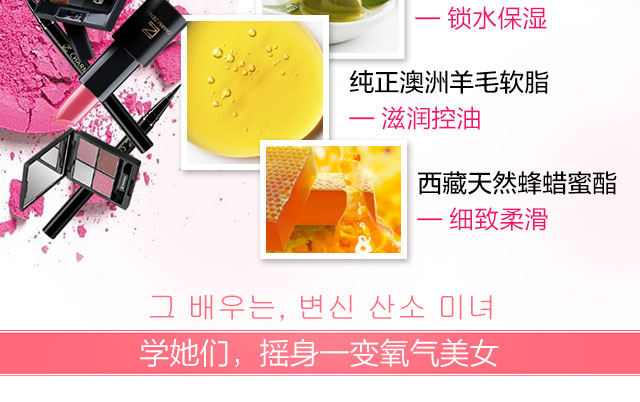 — 锁水保湿
纯正澳洲羊毛软脂
— 滋润控油
西藏天然蜂蜡蜜酯
— 细致柔滑
그 배우는, 변신 산소 미녀
学她们，摇身一变氧气美女